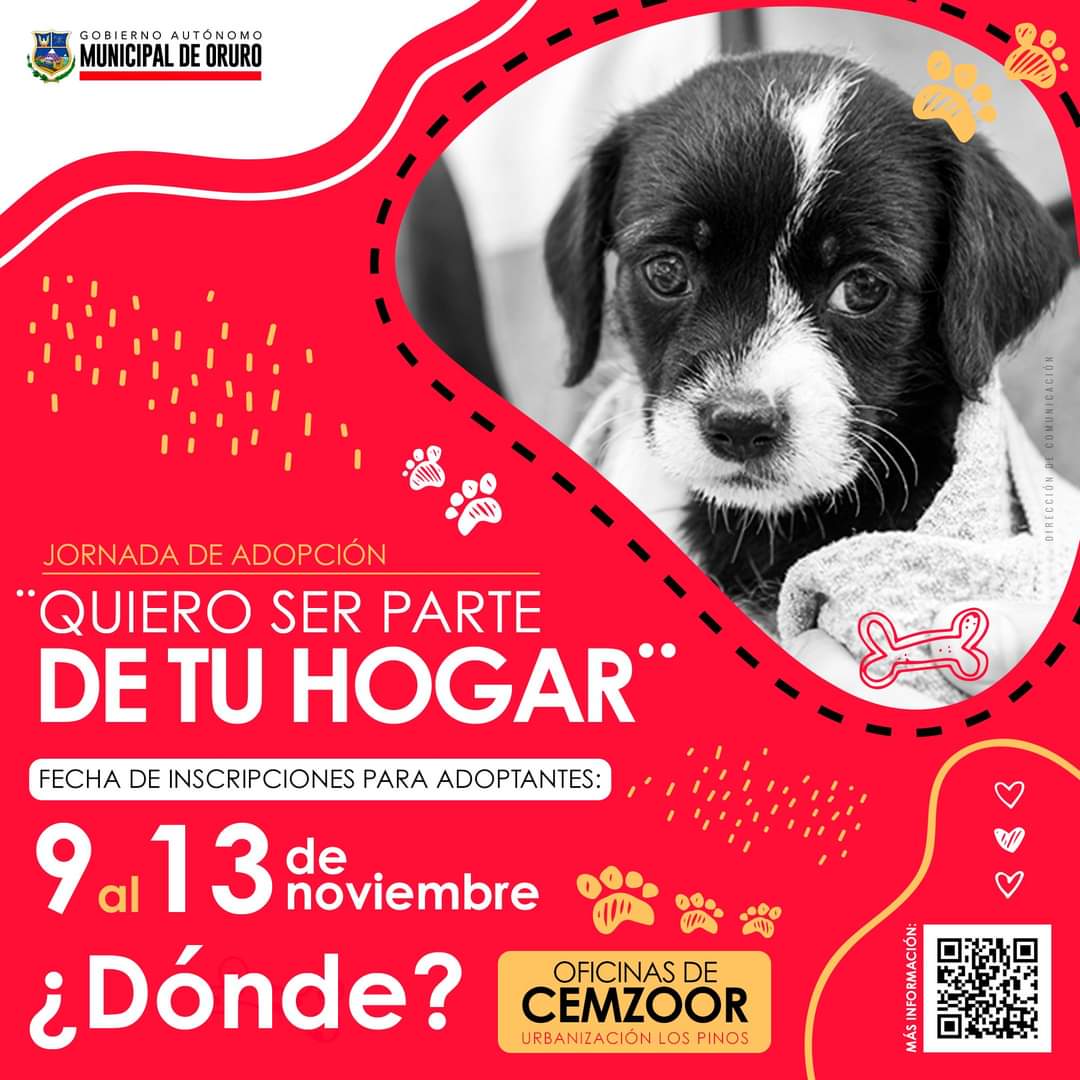 GOBIERNO AUTÓNOMO
MUNICIPAL DE ORURO
DIRECCIÓN DE COMUNICACIÓN
JORNADA DE ADOPCIÓN
¨QUIERO SER PARTE
DE TU HOGAR¨
FECHA DE INSCRIPCIONES PARA ADOPTANTES:
9 al 13 de noviembre
¿Dónde?
OFICINAS DE
CEMZOOR
URBANIZACIÓN LOS PINOS
MÁS INFORMACIÓN: